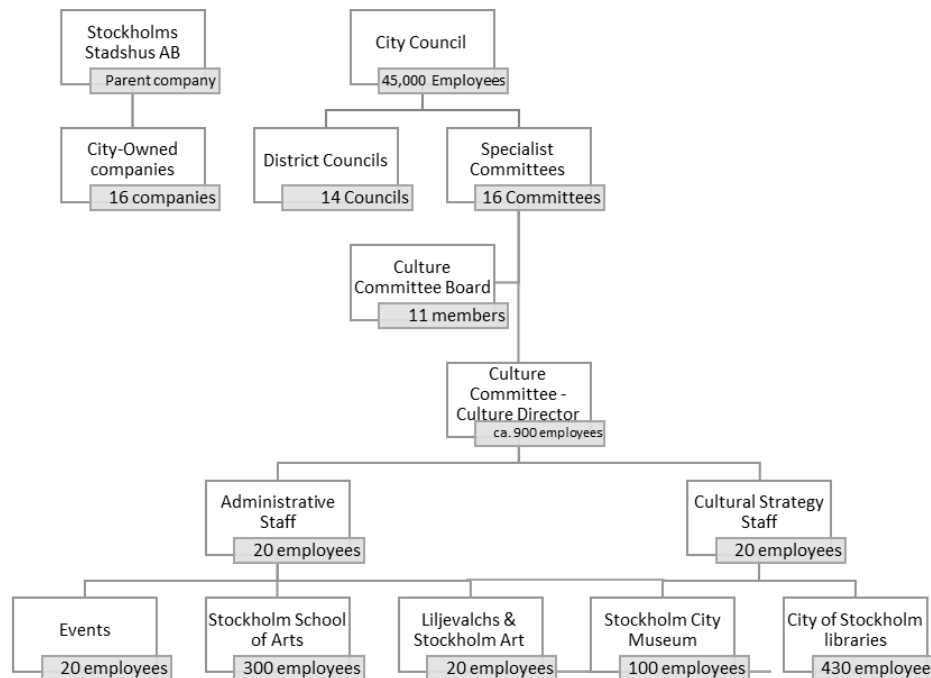 Stockholms
Stadshus AB
Parent company
City Council
45,000 Employees
City-Owned
companies
16 companies
District Councils
14 Councils
Specialist
Committees
16 Committees
Culture
Committee Board
11 members
Culture
Committee -
Culture Director
ca. 900 employees
Administrative
Staff
20 employees
Cultural Strategy
Staff
20 employees
Events
20 employees
Stockholm School
of Arts
300 employees
Liljevalchs &
Stockholm Art
20 employees
Stockholm City
Museum
100 employees
City of Stockholm
libraries
430 employee